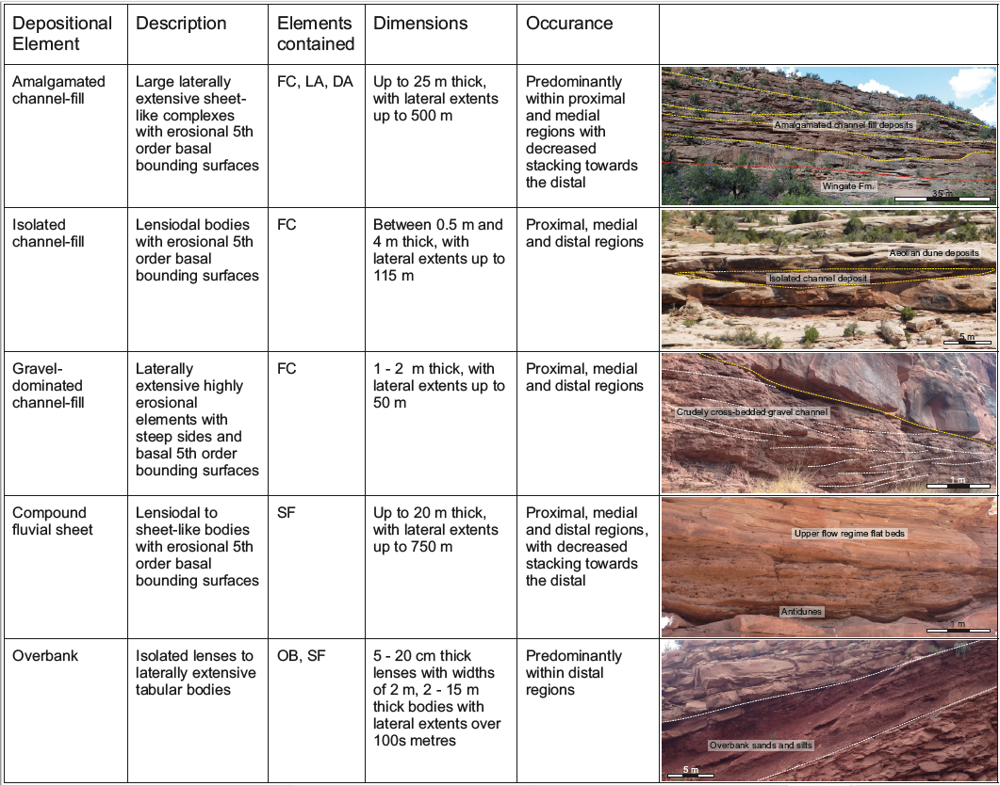 Depositional
Element
Description
Elements
contained
Dimensions
Occurance
Amalgamated
channel-fill
Large laterally
extensive sheet-
like complexes
with erosional 5th
order basal
bounding surfaces
FC, LA, DA
Up to 25 m thick,
with lateral extents
up to 500 m
Predominantly
within proximal
and medial
regions with
decreased
stacking towards
the distal
Amalgamated channel fill deposits
Wingate Fm.
35 m
Isolated
channel-fill
Lensiodal bodies
with erosional 5th
order basal
bounding surfaces
FC
Between 0.5 m and
4 m thick, with
lateral extents up to
115 m
Proximal, medial
and distal regions
Aeolian dune deposits
Isolated channel deposit
5 m
Gravel-
dominated
channel-fill
Laterally
extensive highly
erosional
elements with
steep sides and
basal 5th order
bounding surfaces
FC
1 - 2 m thick, with
lateral extents up to
50 m
Proximal, medial
and distal regions
Crudely cross-bedded gravel channel
1 m
Compound
fluvial sheet
Lensiodal to
sheet-like bodies
with erosional 5th
order basal
bounding surfaces
SF
Up to 20 m thick,
with lateral extents
up to 750 m
Proximal, medial
and distal regions,
with decreased
stacking towards
the distal
Upper flow regime flat beds
Antidunes
1 m
Overbank
Isolated lenses to
laterally extensive
tabular bodies
OB, SF
5 - 20 cm thick
lenses with widths
of 2 m, 2 - 15 m
thick bodies with
lateral extents over
100s metres
Predominantly
within distal
regions
Overbank sands and silts
5 m